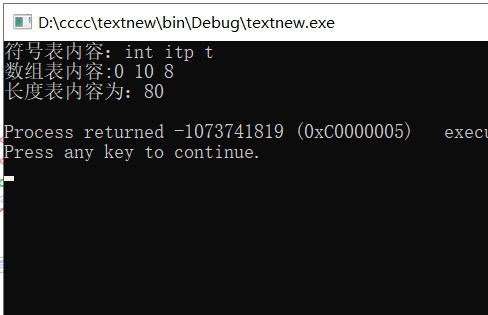 D:\cccc\textnew\bin\Debug\textnew.exe
符号表内容：int itp t
数组表内容:0 10 8
长度表内容为：80
Process returned -1073741819 (0xC0000005)   execu
Press any key to continue.